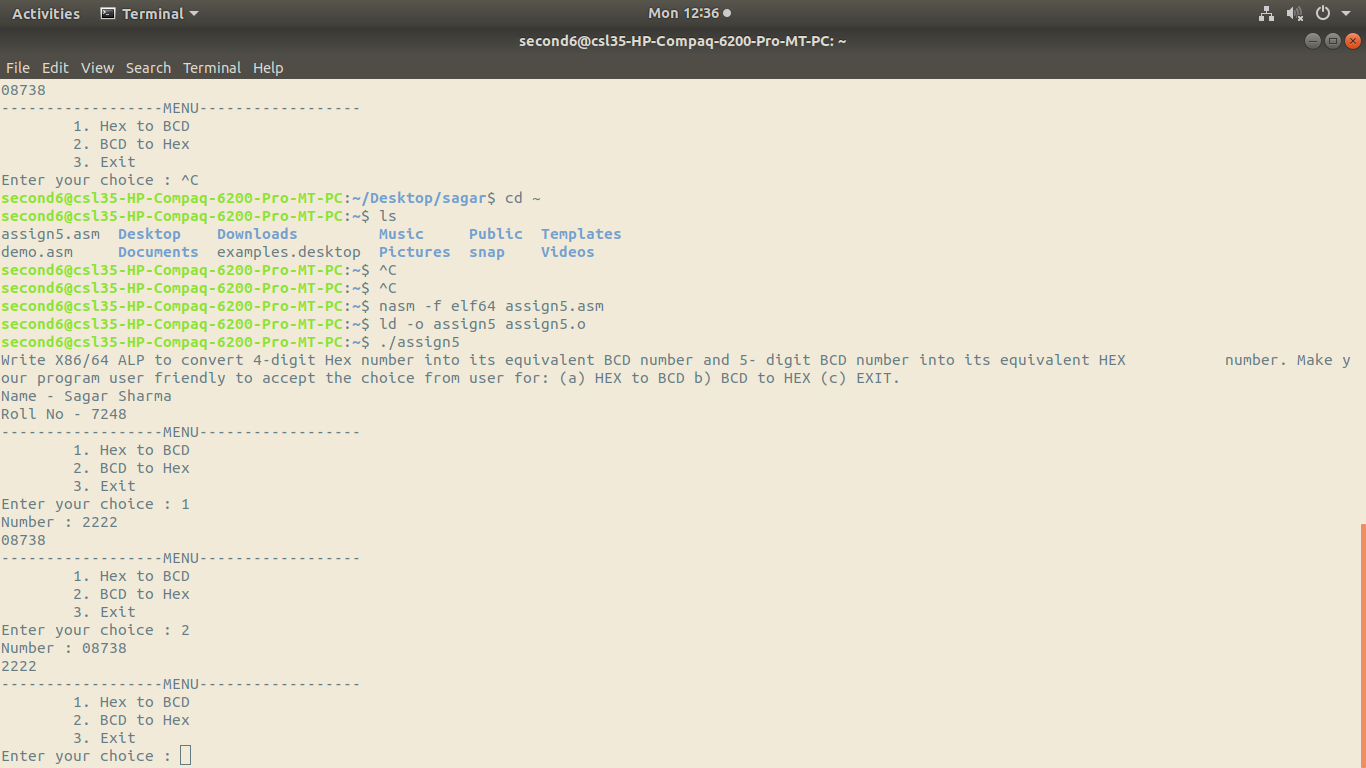 Activities Terminal Mon 12:36
second6@csl35-HP-Compaq-6200-Pro-MT-PC: ~
File Edit View Search Terminal Help
08738
------------------MENU------------------
1. Hex to BCD
2. BCD to Hex
3. Exit
Enter your choice : ^C
second6@csl35-HP-Compaq-6200-Pro-MT-PC:~/Desktop/sagar$ cd ~
second6@csl35-HP-Compaq-6200-Pro-MT-PC:~$ ls
assign5.asm  Desktop    Downloads         Music     Public  Templates
demo.asm     Documents  examples.desktop  Pictures  snap    Videos
second6@csl35-HP-Compaq-6200-Pro-MT-PC:~$ ^C
second6@csl35-HP-Compaq-6200-Pro-MT-PC:~$ ^C
second6@csl35-HP-Compaq-6200-Pro-MT-PC:~$ nasm -f elf64 assign5.asm
second6@csl35-HP-Compaq-6200-Pro-MT-PC:~$ ld -o assign5 assign5.o
second6@csl35-HP-Compaq-6200-Pro-MT-PC:~$ ./assign5
Write X86/64 ALP to convert 4-digit Hex number into its equivalent BCD number and 5- digit BCD number into its equivalent HEX           number. Make y
our program user friendly to accept the choice from user for: (a) HEX to BCD b) BCD to HEX (c) EXIT.
Name - Sagar Sharma
Roll No - 7248
------------------MENU------------------
1. Hex to BCD
2. BCD to Hex
3. Exit
Enter your choice : 1
Number : 2222
08738
------------------MENU------------------
1. Hex to BCD
2. BCD to Hex
3. Exit
Enter your choice : 2
Number : 08738
2222
------------------MENU------------------
1. Hex to BCD
2. BCD to Hex
3. Exit
Enter your choice :